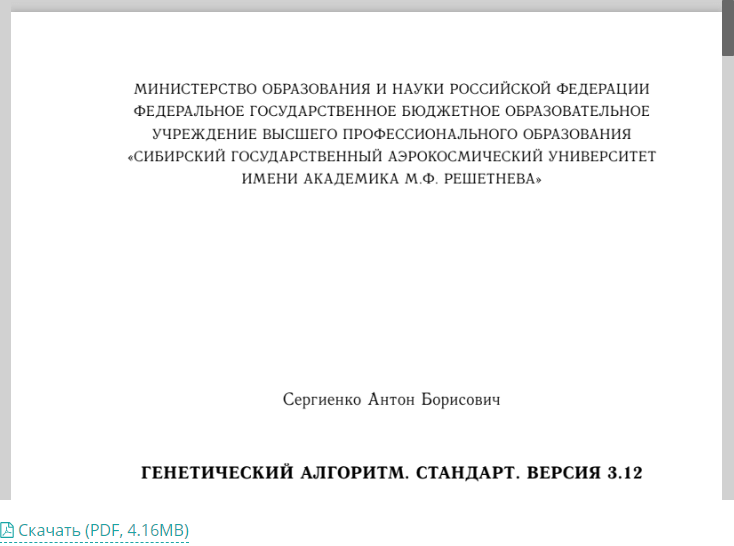 МИНИСТЕРСТВО ОБРАЗОВАНИЯ И НАУКИ РОССИЙСКОЙ ФЕДЕРАЦИИ
ФЕДЕРАЛЬНОЕ ГОСУДАРСТВЕННОЕ БЮДЖЕТНОЕ ОБРАЗОВАТЕЛЬНОЕ
УЧРЕЖДЕНИЕ ВЫСШЕГО ПРОФЕССИОНАЛЬНОГО ОБРАЗОВАНИЯ
«СИБИРСКИЙ ГОСУДАРСТВЕННЫЙ АЭРОКОСМИЧЕСКИЙ УНИВЕРСИТЕТ
ИМЕНИ АКАДЕМИКА М.Ф. РЕШЕТНЕВА»
Сергиенко Антон Борисович
ГЕНЕТИЧЕСКИЙ АЛГОРИТМ. СТАНДАРТ. ВЕРСИЯ 3.12
Скачать (PDF, 4.16MB)